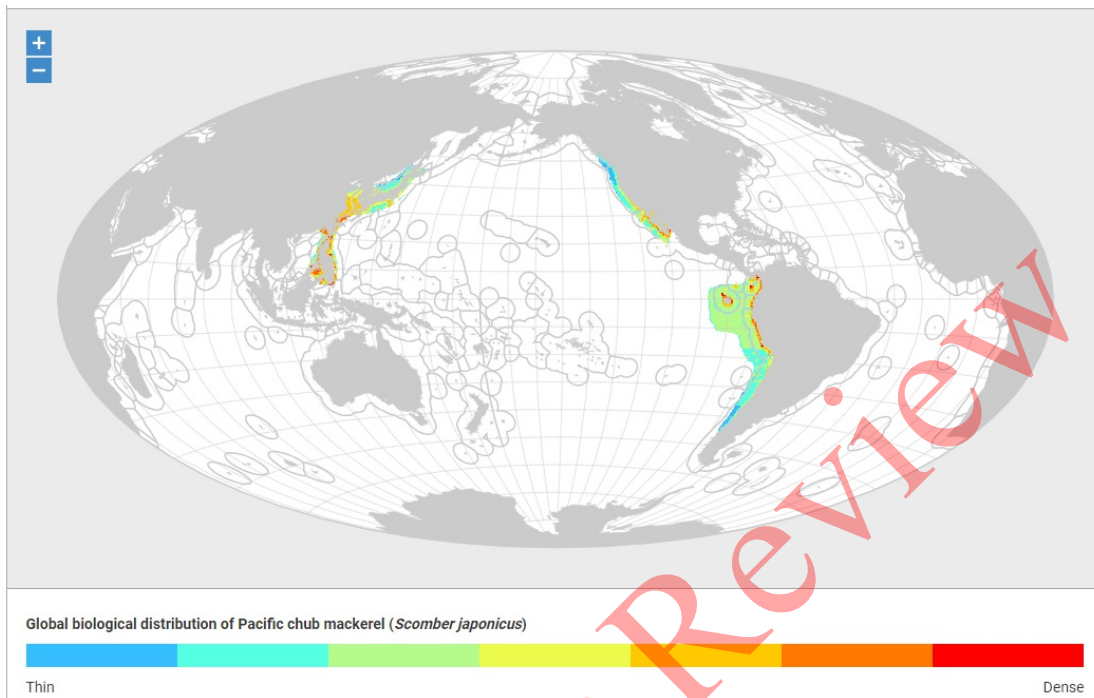 +
−
Global biological distribution of Pacific chub mackerel (Scomber japonicus)
Thin
Dense
Review